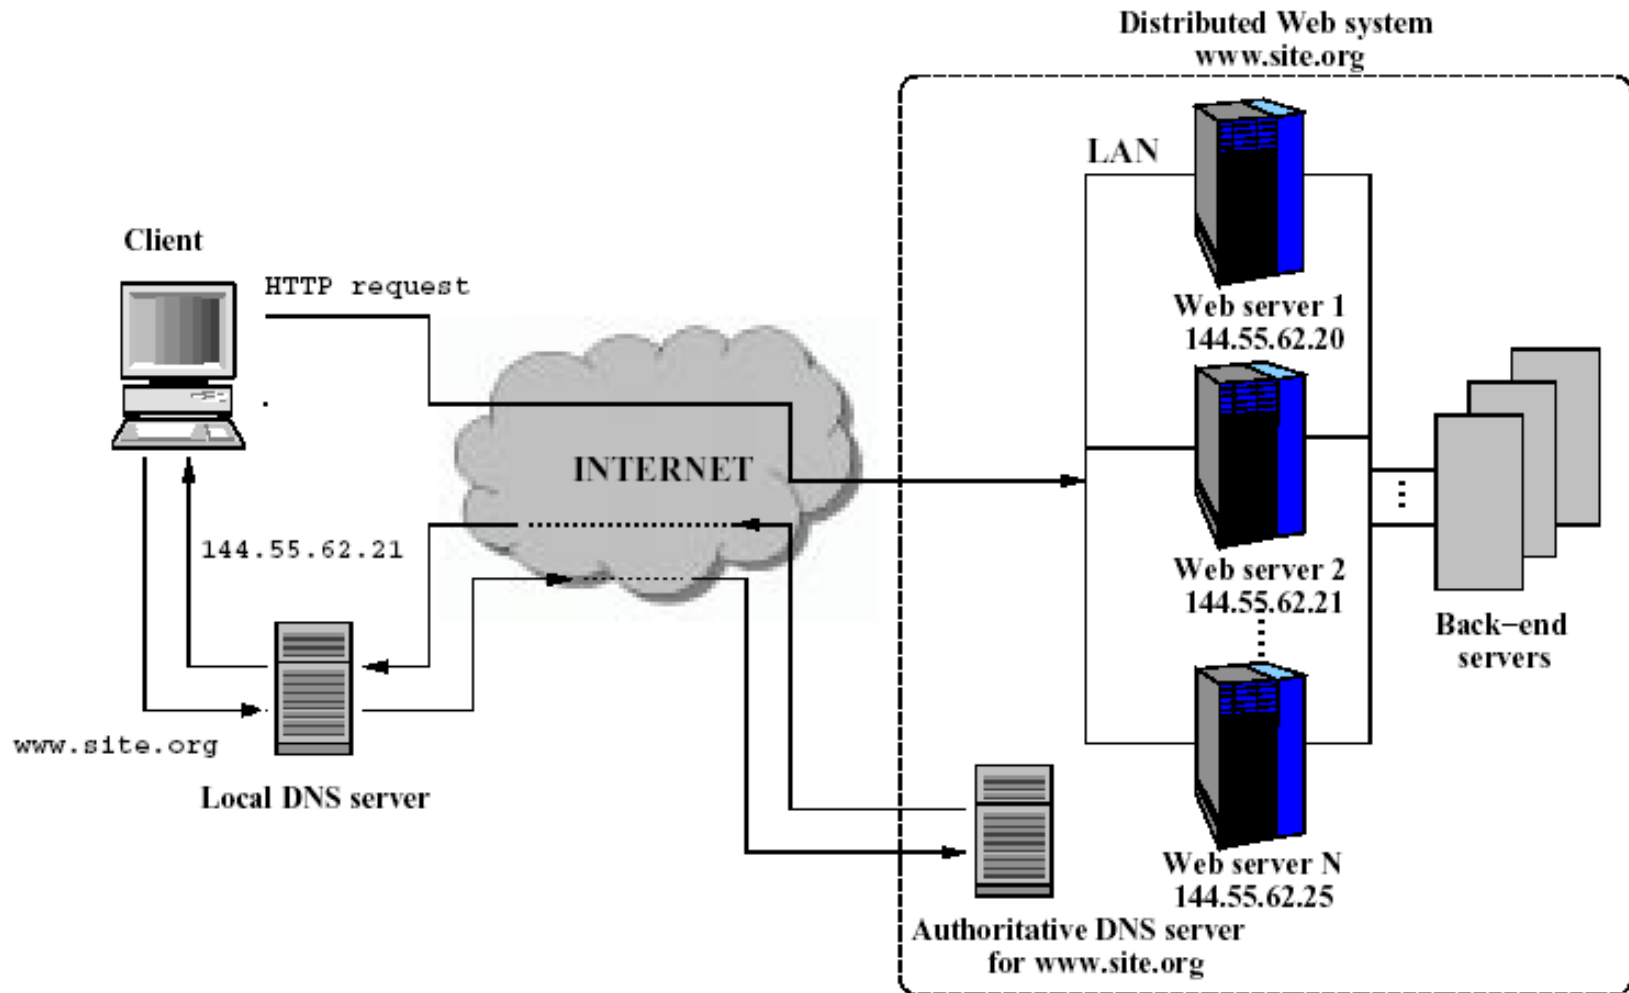 Distributed Web system
www.site.org
LAN
Client
HTTP request
Web server 1
144.55.62.20
INTERNET
144.55.62.21
Web server 2
144.55.62.21
Back-end
servers
www.site.org
Local DNS server
Web server N
144.55.62.25
Authoritative DNS server
for www.site.org